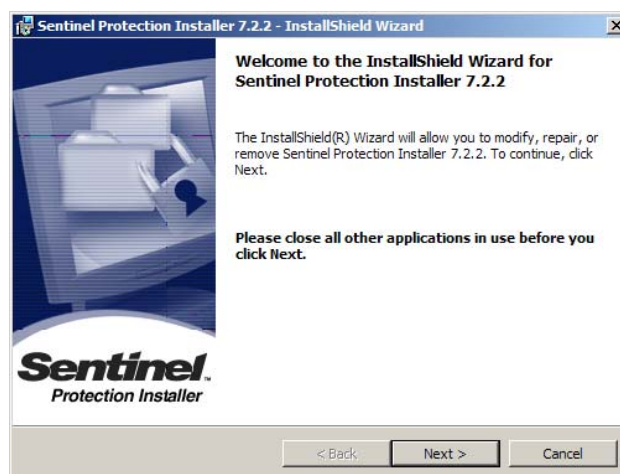 Sentinel Protection Installer 7.2.2 - InstallShield Wizard
Welcome to the InstallShield Wizard for
Sentinel Protection Installer 7.2.2
The InstallShield(R) Wizard will allow you to modify, repair, or
remove Sentinel Protection Installer 7.2.2. To continue, click
Next.
Please close all other applications in use before you
click Next.
Sentinel™
Protection Installer
< Back
Next >
Cancel